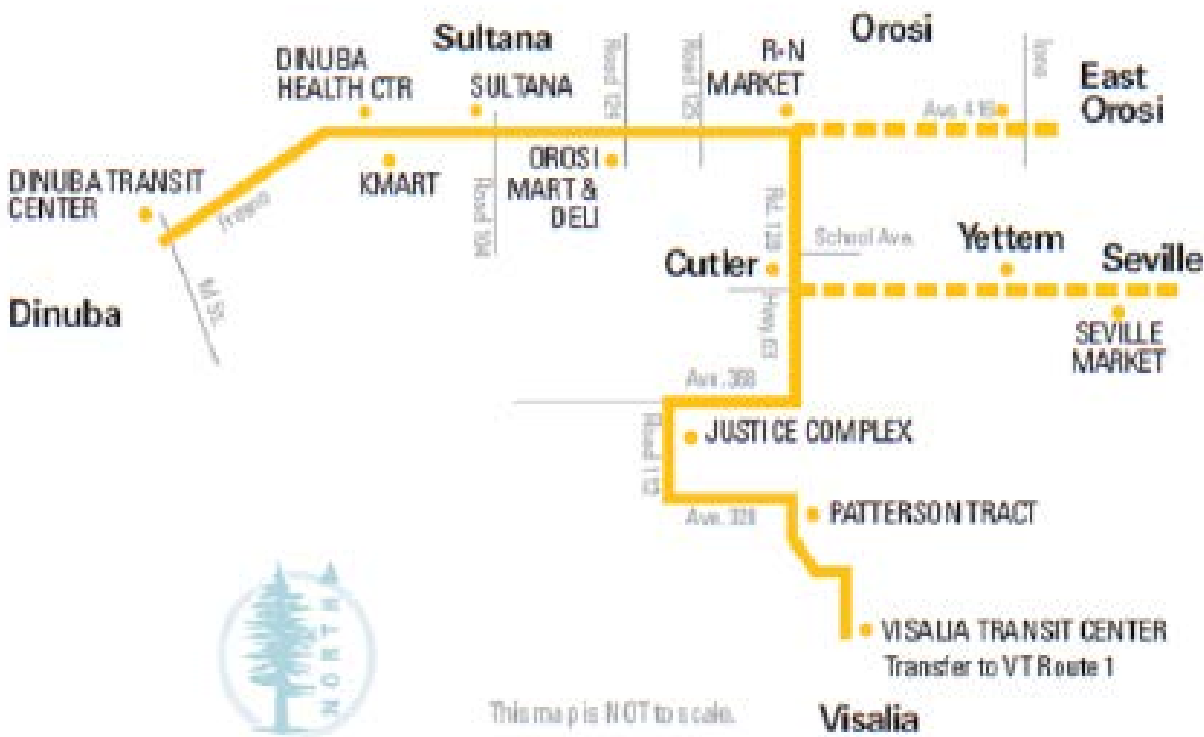 Sultana
Orosi
DINUBA
HEALTH CTR
SULTANA
R•N
MARKET
East
Orosi
Ave 416
DINUBA TRANSIT
CENTER
KMART
OROSI
MART &
DELI
Fresno
Road 104
Road 125
Rd. 128
School Ave.
M St.
Dinuba
Cutler
Yettem
Seville
Hwy 63
SEVILLE
MARKET
Ave. 368
JUSTICE COMPLEX
Road 112
Ave. 328
PATTERSON TRACT
VISALIA TRANSIT CENTER
Transfer to VT Route 1
NORTH
This map is NOT to scale.
Visalia